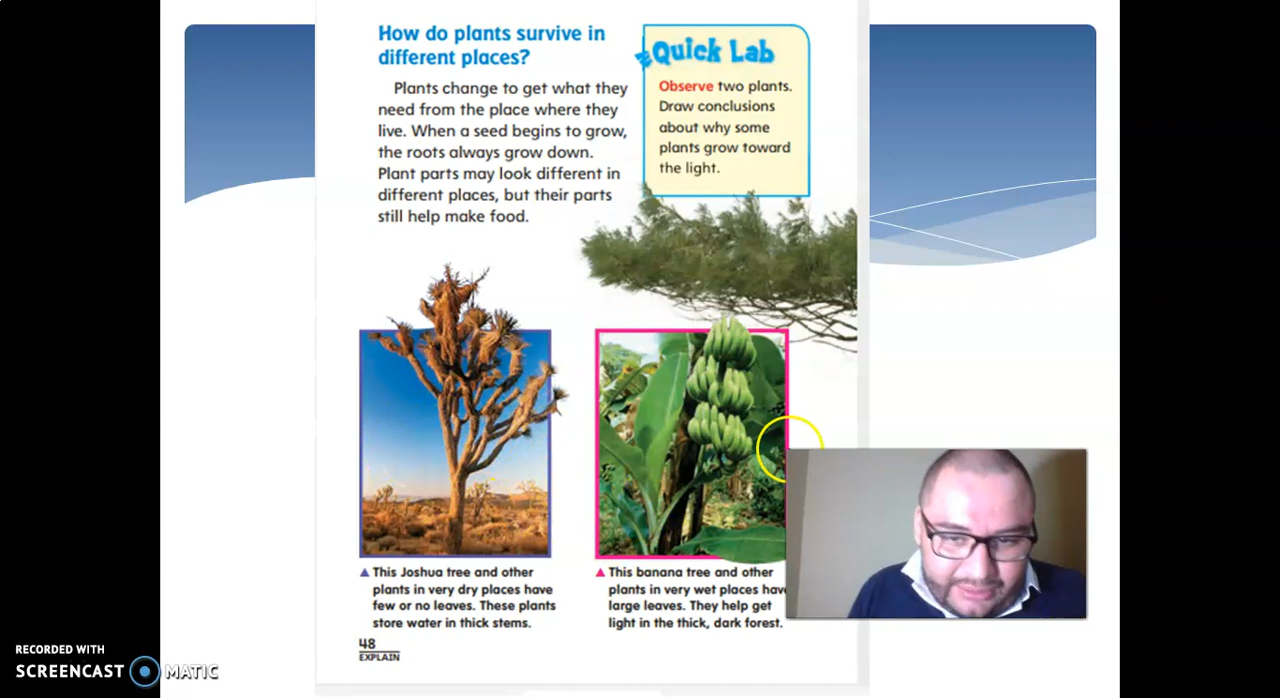 How do plants survive in
different places?
Plants change to get what they
need from the place where they
live. When a seed begins to grow,
the roots always grow down.
Plant parts may look different in
different places, but their parts
still help make food.
Quick Lab
Observe two plants.
Draw conclusions
about why some
plants grow toward
the light.
This Joshua tree and other
plants in very dry places have
few or no leaves. These plants
store water in thick stems.
This banana tree and other
plants in very wet places have
large leaves. They help get
light in the thick, dark forest.
48
EXPLAIN
RECORDED WITH
SCREENCAST MATIC